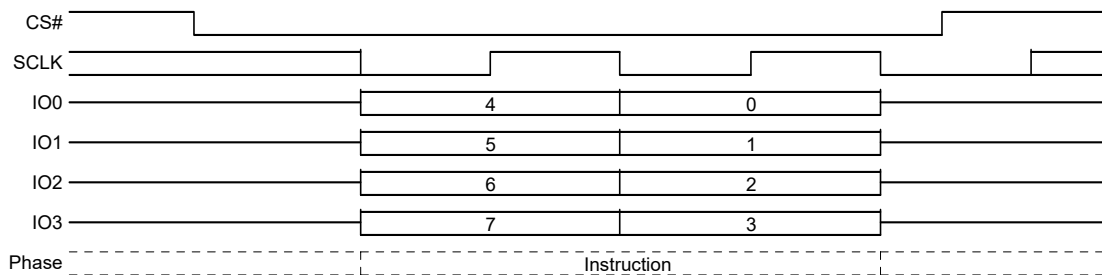 CS#
SCLK
IO0 4 0
IO1 5 1
IO2 6 2
IO3 7 3
Phase Instruction